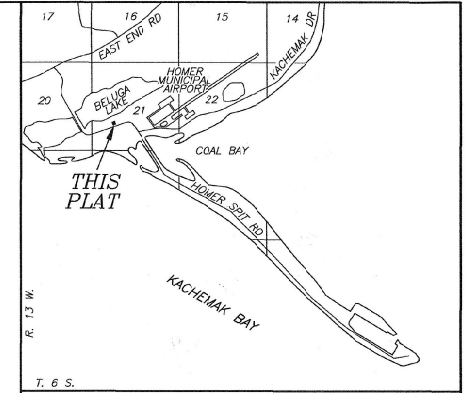 17
16
15
14
EAST END RD
KACHEMAK DR
HOMER
MUNICIPAL
AIRPORT
20
BELUGA
LAKE
21
22
COAL BAY
THIS
PLAT
HOMER SPIT RD
KACHEMAK BAY
R. 13 W.
T. 6 S.